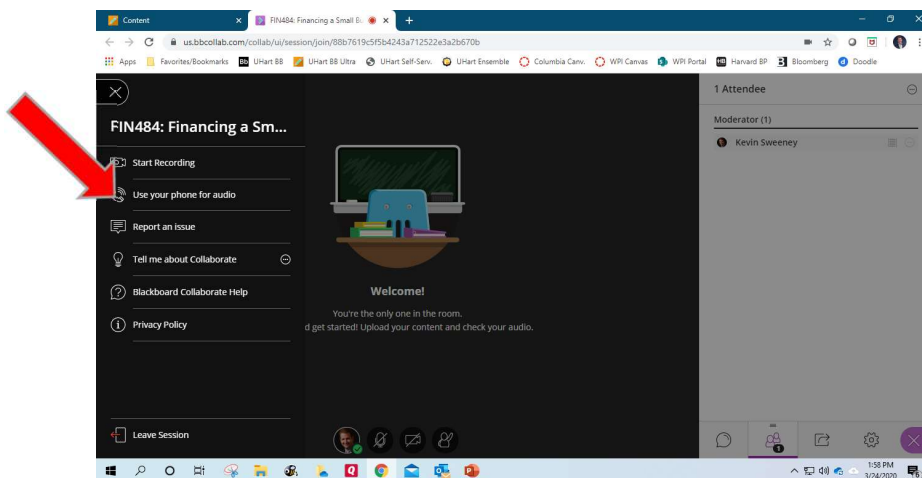 Content
FIN484: Financing a Small Bu
us.bbcollab.com/collab/ui/session/join/88b7619c5f5b4243a712522e3a2b670b
Apps Favorites/Bookmarks Bb UHart BB UHart BB Ultra UHart Self-Serv. UHart Ensemble Columbia Canv. WPI Canvas WPI Portal Harvard BP Bloomberg d Doodle
FIN484: Financing a Sm...
Start Recording
Use your phone for audio
Report an issue
Tell me about Collaborate
Blackboard Collaborate Help
Privacy Policy
Leave Session
Welcome!
You're the only one in the room.
d get started! Upload your content and check your audio.
1 Attendee
Moderator (1)
Kevin Sweeney
1
1:58 PM
3/24/2020